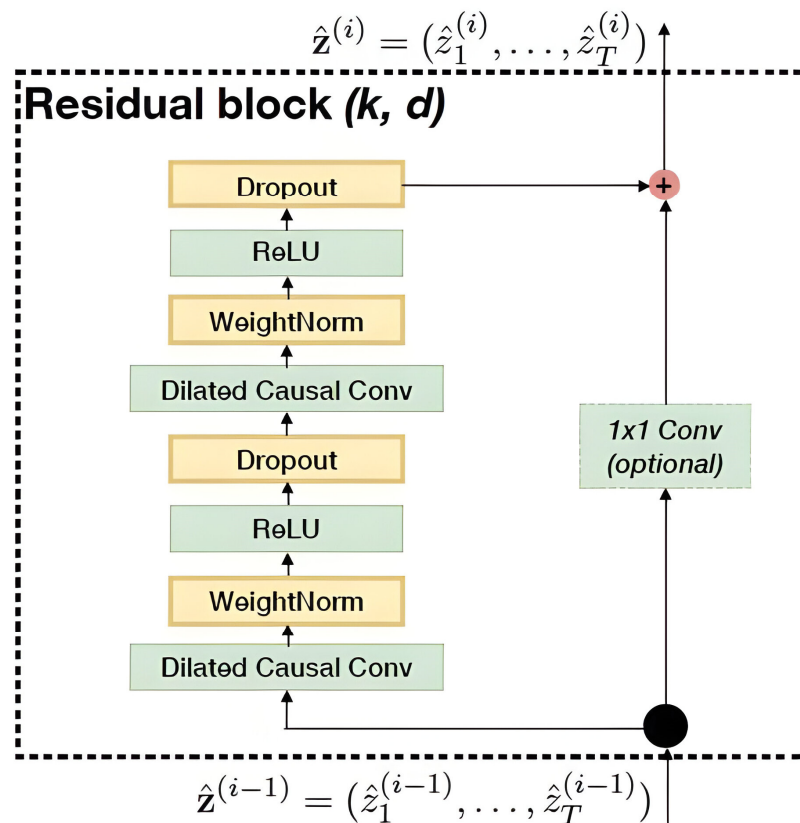 ẑ^(i) = (ẑ_1^(i), . . . , ẑ_T^(i))
Residual block (k, d)
Dropout
+
ReLU
WeightNorm
Dilated Causal Conv
1x1 Conv
(optional)
Dropout
ReLU
WeightNorm
Dilated Causal Conv
ẑ^(i−1) = (ẑ_1^(i−1), . . . , ẑ_T^(i−1))